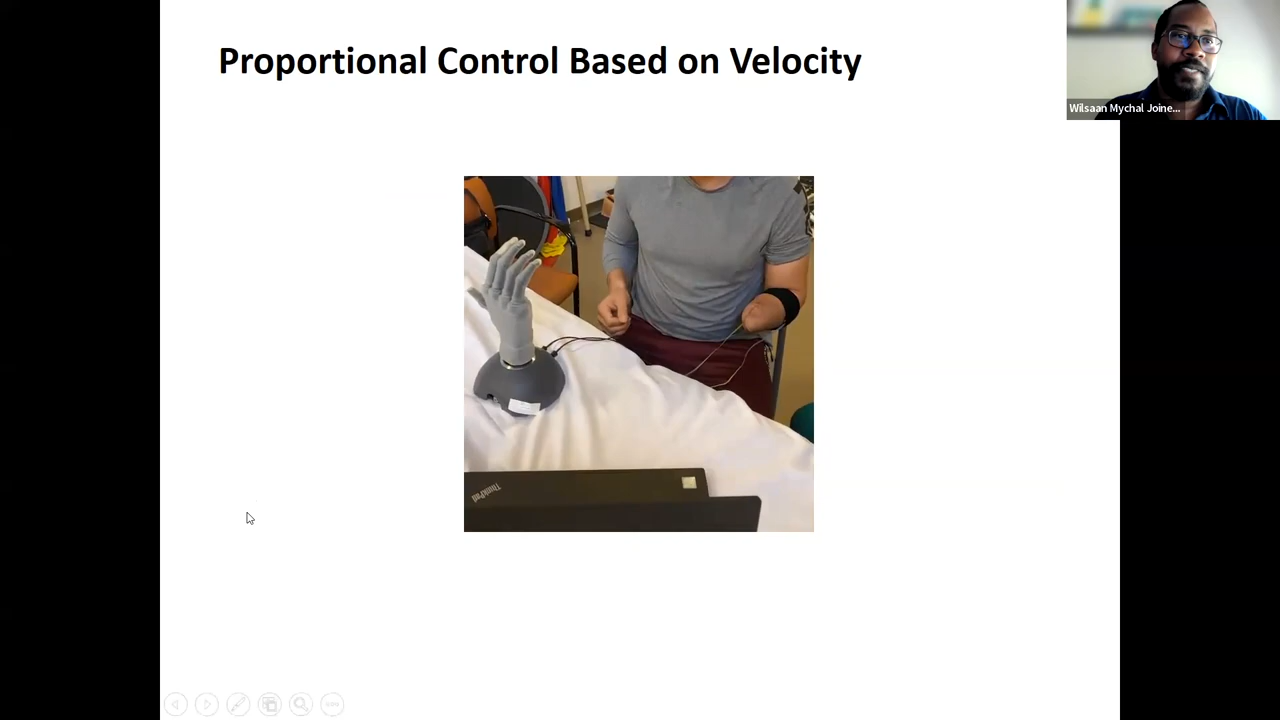 Proportional Control Based on Velocity
Wilsaan Mychal Joine...
ThinkPad